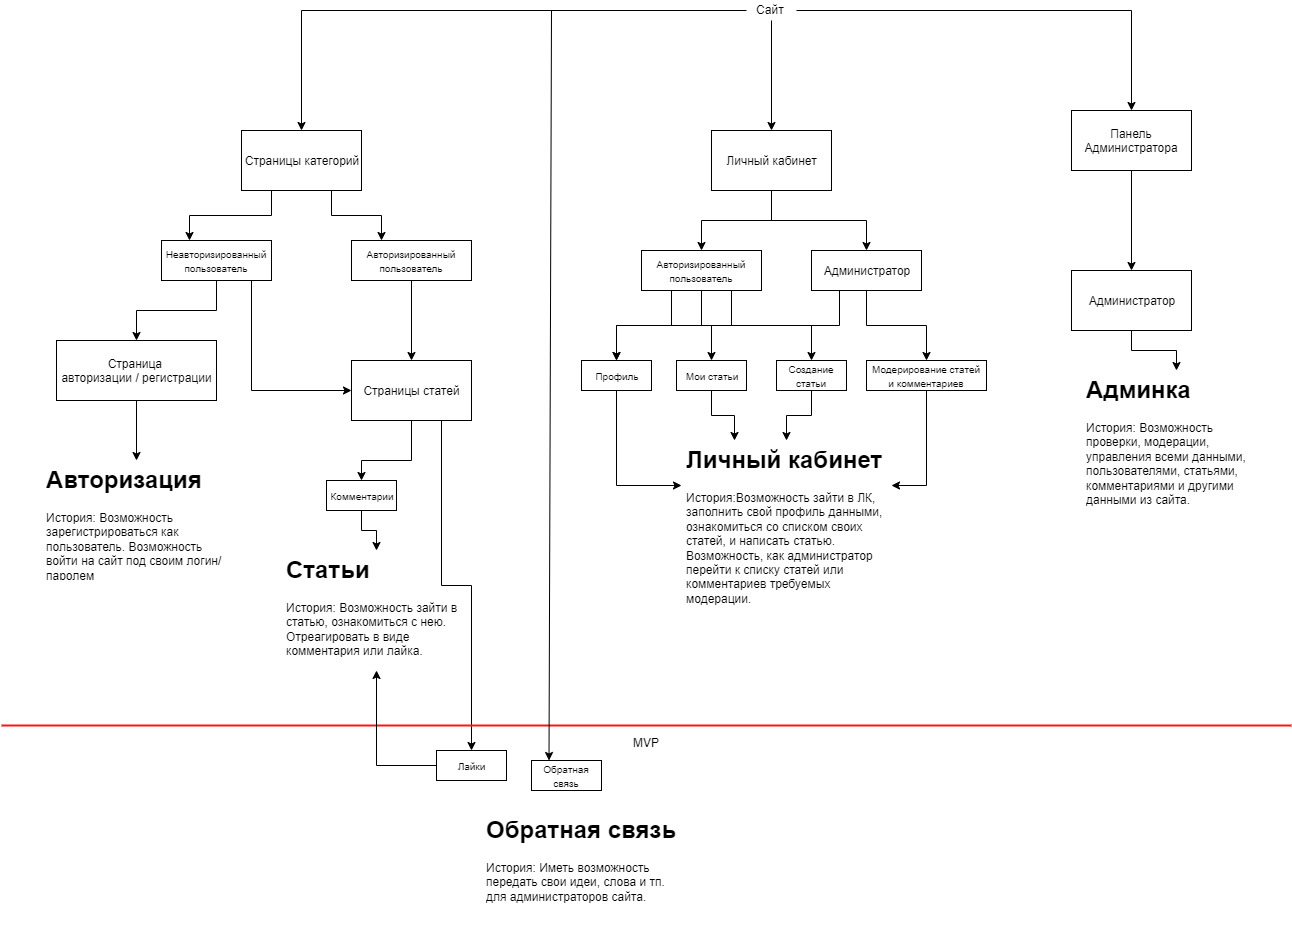 Сайт
Страницы категорий
Личный кабинет
Панель
Администратора
Неавторизированный
пользователь
Авторизированный
пользователь
Авторизированный
пользователь
Администратор
Администратор
Страница
авторизации / регистрации
Страницы статей
Профиль
Мои статьи
Создание
статьи
Модерирование статей
и комментариев
Админка
История: Возможность
проверки, модерации,
управления всеми данными,
пользователями, статьями,
комментариями и другими
данными из сайта.
Авторизация
История: Возможность
зарегистрироваться как
пользователь. Возможность
войти на сайт под своим логин/
паролем
Комментарии
Статьи
История: Возможность зайти в
статью, ознакомиться с нею.
Отреагировать в виде
комментария или лайка.
Личный кабинет
История:Возможность зайти в ЛК,
заполнить свой профиль данными,
ознакомиться со списком своих
статей, и написать статью.
Возможность, как администратор
перейти к списку статей или
комментариев требуемых
модерации.
MVP
Лайки
Обратная
связь
Обратная связь
История: Иметь возможность
передать свои идеи, слова и тп.
для администраторов сайта.